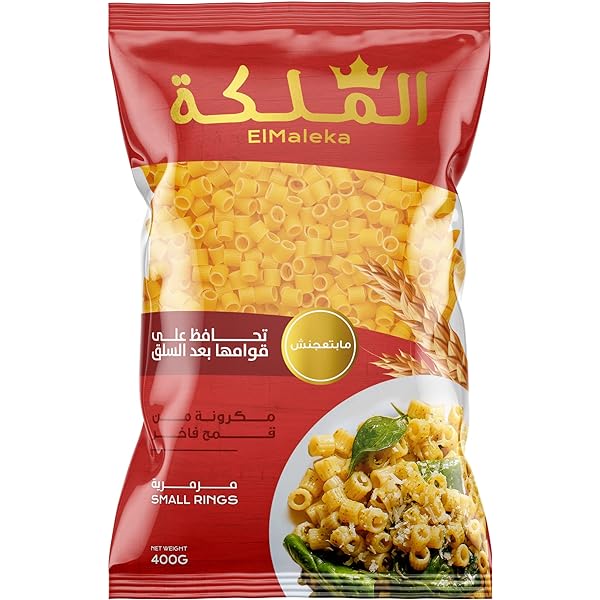 الملكة
ElMaleka
تحافظ على
قوامها بعد السلق
مابتعجنش
مكرونة من
قمح فاخر
مرمرية
SMALL RINGS
NET WEIGHT
400G